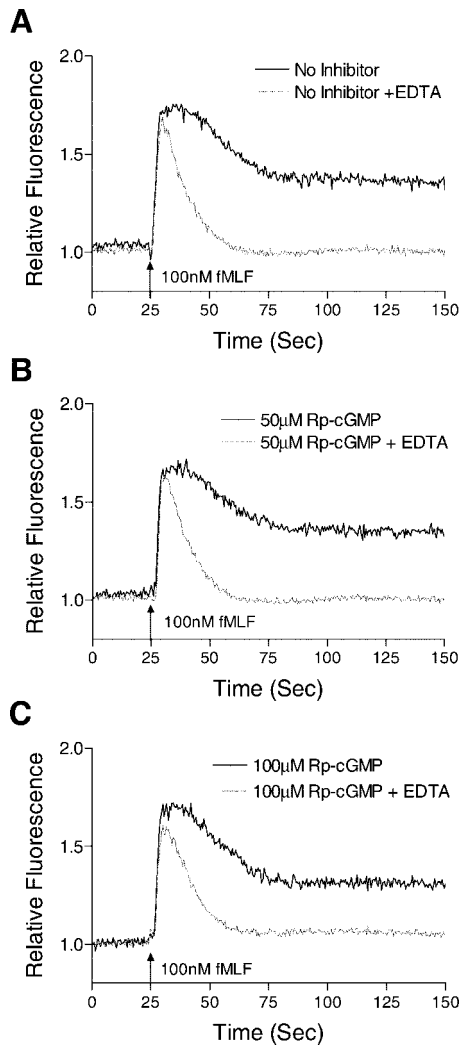 A
2.0
No Inhibitor
No Inhibitor +EDTA
Relative Fluorescence
1.5
1.0
100nM fMLF
0 25 50 75 100 125 150
Time (Sec)
B
2.0
50μM Rp-cGMP
50μM Rp-cGMP + EDTA
Relative Fluorescence
1.5
1.0
100nM fMLF
0 25 50 75 100 125 150
Time (Sec)
C
2.0
100μM Rp-cGMP
100μM Rp-cGMP + EDTA
Relative Fluorescence
1.5
1.0
100nM fMLF
0 25 50 75 100 125 150
Time (Sec)